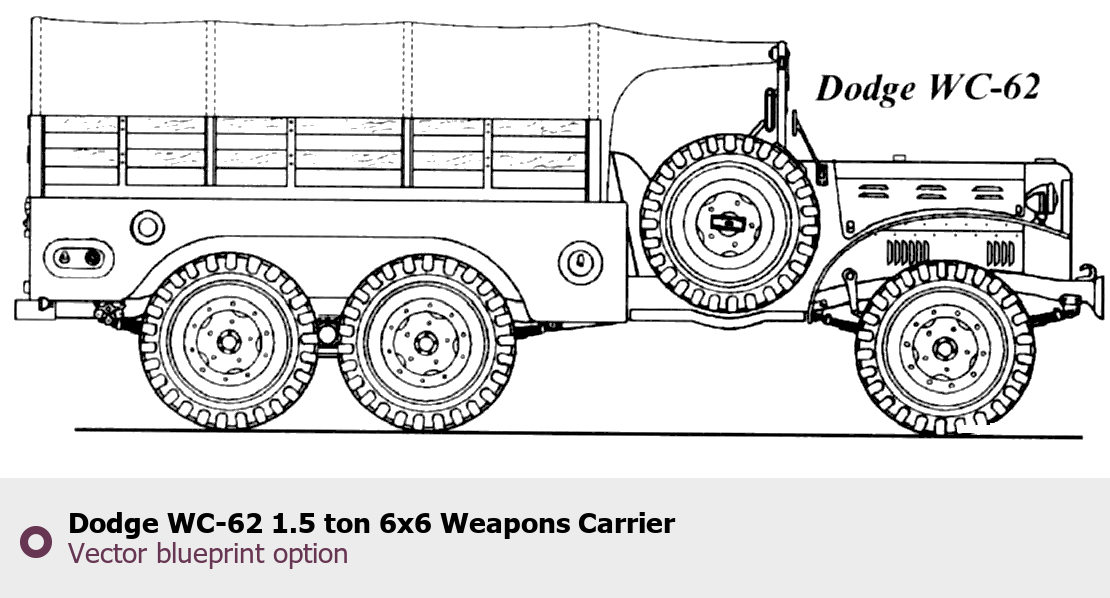 Dodge WC-62
Dodge WC-62 1.5 ton 6x6 Weapons Carrier
Vector blueprint option